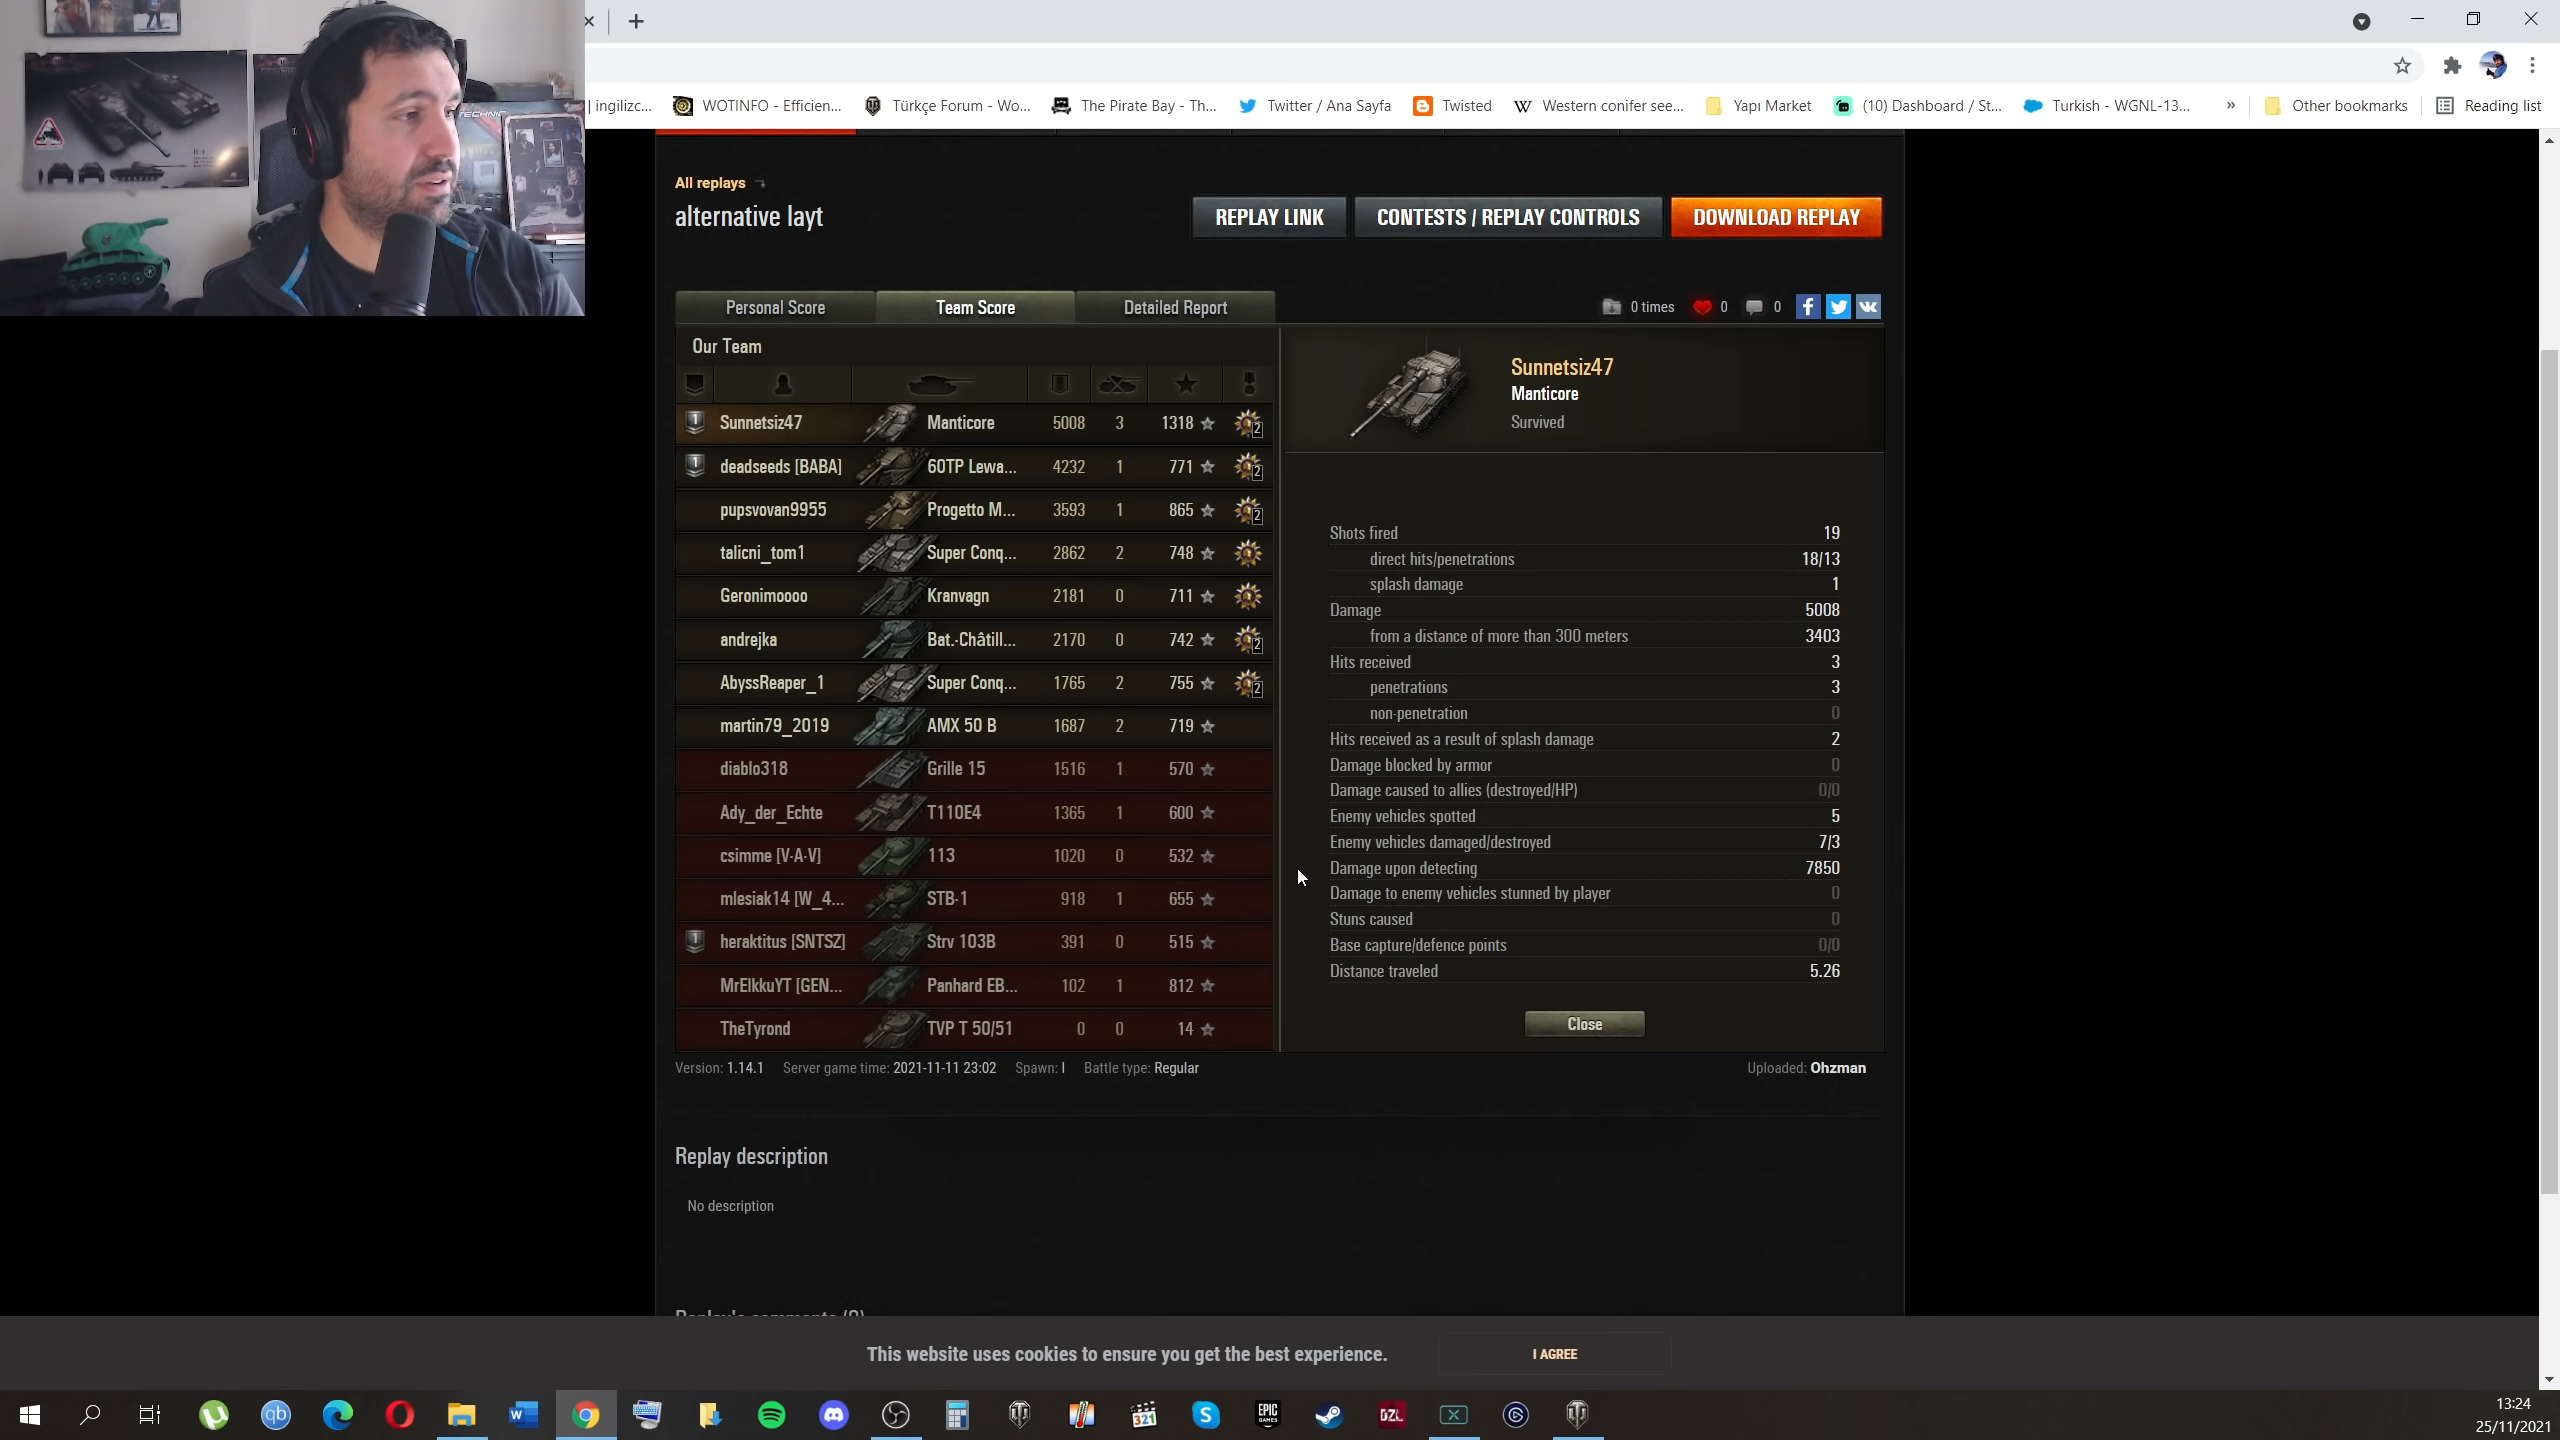 | ingilizc...
WOTINFO - Efficien...
Türkçe Forum - Wo...
The Pirate Bay - Th...
Twitter / Ana Sayfa
Twisted
Western conifer see...
Yapı Market
(10) Dashboard / St...
Turkish - WGNL-13...
»
Other bookmarks
Reading list
TECHNIC
All replays
alternative layt
REPLAY LINK
CONTESTS / REPLAY CONTROLS
DOWNLOAD REPLAY
Personal Score
Team Score
Detailed Report
0 times
0
0
Our Team
Sunnetsiz47 Manticore 5008 3 1318 2
deadseeds [BABA] 60TP Lewa... 4232 1 771 2
pupsvovan9955 Progetto M... 3593 1 865 2
talicni_tom1 Super Conq... 2862 2 748
Geronimoooo Kranvagn 2181 0 711
andrejka Bat.-Châtill... 2170 0 742 2
AbyssReaper_1 Super Conq... 1765 2 755 2
martin79_2019 AMX 50 B 1687 2 719
diablo318 Grille 15 1516 1 570
Ady_der_Echte T110E4 1365 1 600
csimme [V-A-V] 113 1020 0 532
mlesiak14 [W_4... STB-1 918 1 655
heraktitus [SNTSZ] Strv 103B 391 0 515
MrElkkuYT [GEN... Panhard EB... 102 1 812
TheTyrond TVP T 50/51 0 0 14
Sunnetsiz47
Manticore
Survived
Shots fired 19
direct hits/penetrations 18/13
splash damage 1
Damage 5008
from a distance of more than 300 meters 3403
Hits received 3
penetrations 3
non-penetration 0
Hits received as a result of splash damage 2
Damage blocked by armor 0
Damage caused to allies (destroyed/HP) 0/0
Enemy vehicles spotted 5
Enemy vehicles damaged/destroyed 7/3
Damage upon detecting 7850
Damage to enemy vehicles stunned by player 0
Stuns caused 0
Base capture/defence points 0/0
Distance traveled 5.26
Close
Version: 1.14.1 Server game time: 2021-11-11 23:02 Spawn: I Battle type: Regular
Uploaded: Ohzman
Replay description
No description
Replay's comments (0)
This website uses cookies to ensure you get the best experience.
I AGREE
13:24
25/11/2021